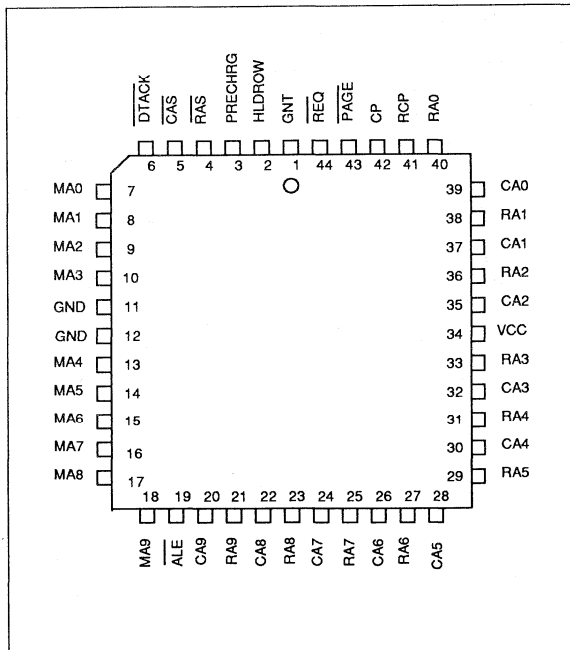 DTACK CAS RAS PRECHRG HLDROW GNT REQ PAGE CP RCP RA0
6 5 4 3 2 1 44 43 42 41 40
MA0 7 39 CA0
MA1 8 38 RA1
MA2 9 37 CA1
MA3 10 36 RA2
GND 11 35 CA2
GND 12 34 VCC
MA4 13 33 RA3
MA5 14 32 CA3
MA6 15 31 RA4
MA7 16 30 CA4
MA8 17 29 RA5
18 19 20 21 22 23 24 25 26 27 28
MA9 ALE CA9 RA9 CA8 RA8 CA7 RA7 CA6 RA6 CA5